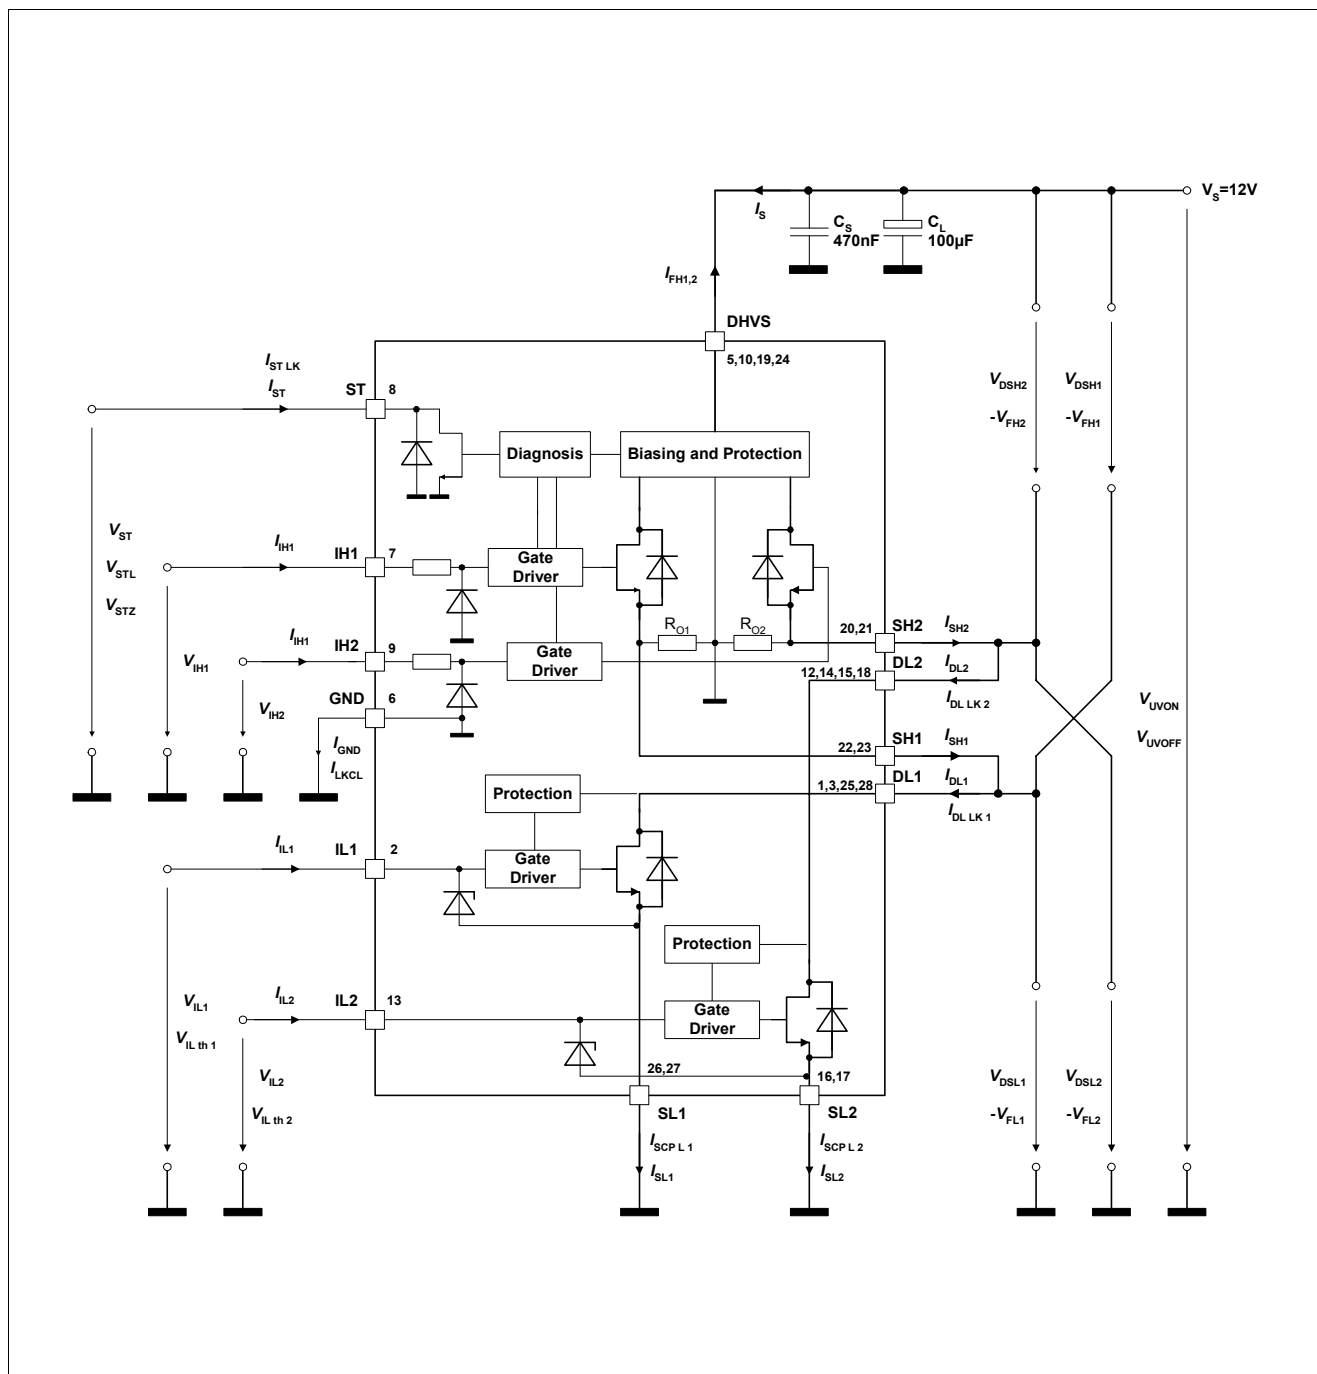 V_S=12V
I_S
C_S
470nF
C_L
100µF
I_FH1,2
DHVS
5,10,19,24
I_ST LK
I_ST
ST
8
V_DSH2
-V_FH2
V_DSH1
-V_FH1
Diagnosis
Biasing and Protection
V_ST
V_STL
V_STZ
I_IH1
IH1
7
Gate
Driver
R_O1
R_O2
20,21
SH2
I_SH2
I_IH1
IH2
9
Gate
Driver
V_IH1
V_IH2
12,14,15,18
DL2
I_DL2
I_DL LK 2
GND
6
I_GND
I_LKCL
V_UVON
V_UVOFF
22,23
SH1
I_SH1
1,3,25,28
DL1
I_DL1
I_DL LK 1
Protection
I_IL1
IL1
2
Gate
Driver
Protection
V_IL1
V_IL th 1
I_IL2
IL2
13
Gate
Driver
V_IL2
V_IL th 2
26,27
16,17
SL1
SL2
V_DSL1
-V_FL1
V_DSL2
-V_FL2
I_SCP L 1
I_SL1
I_SCP L 2
I_SL2